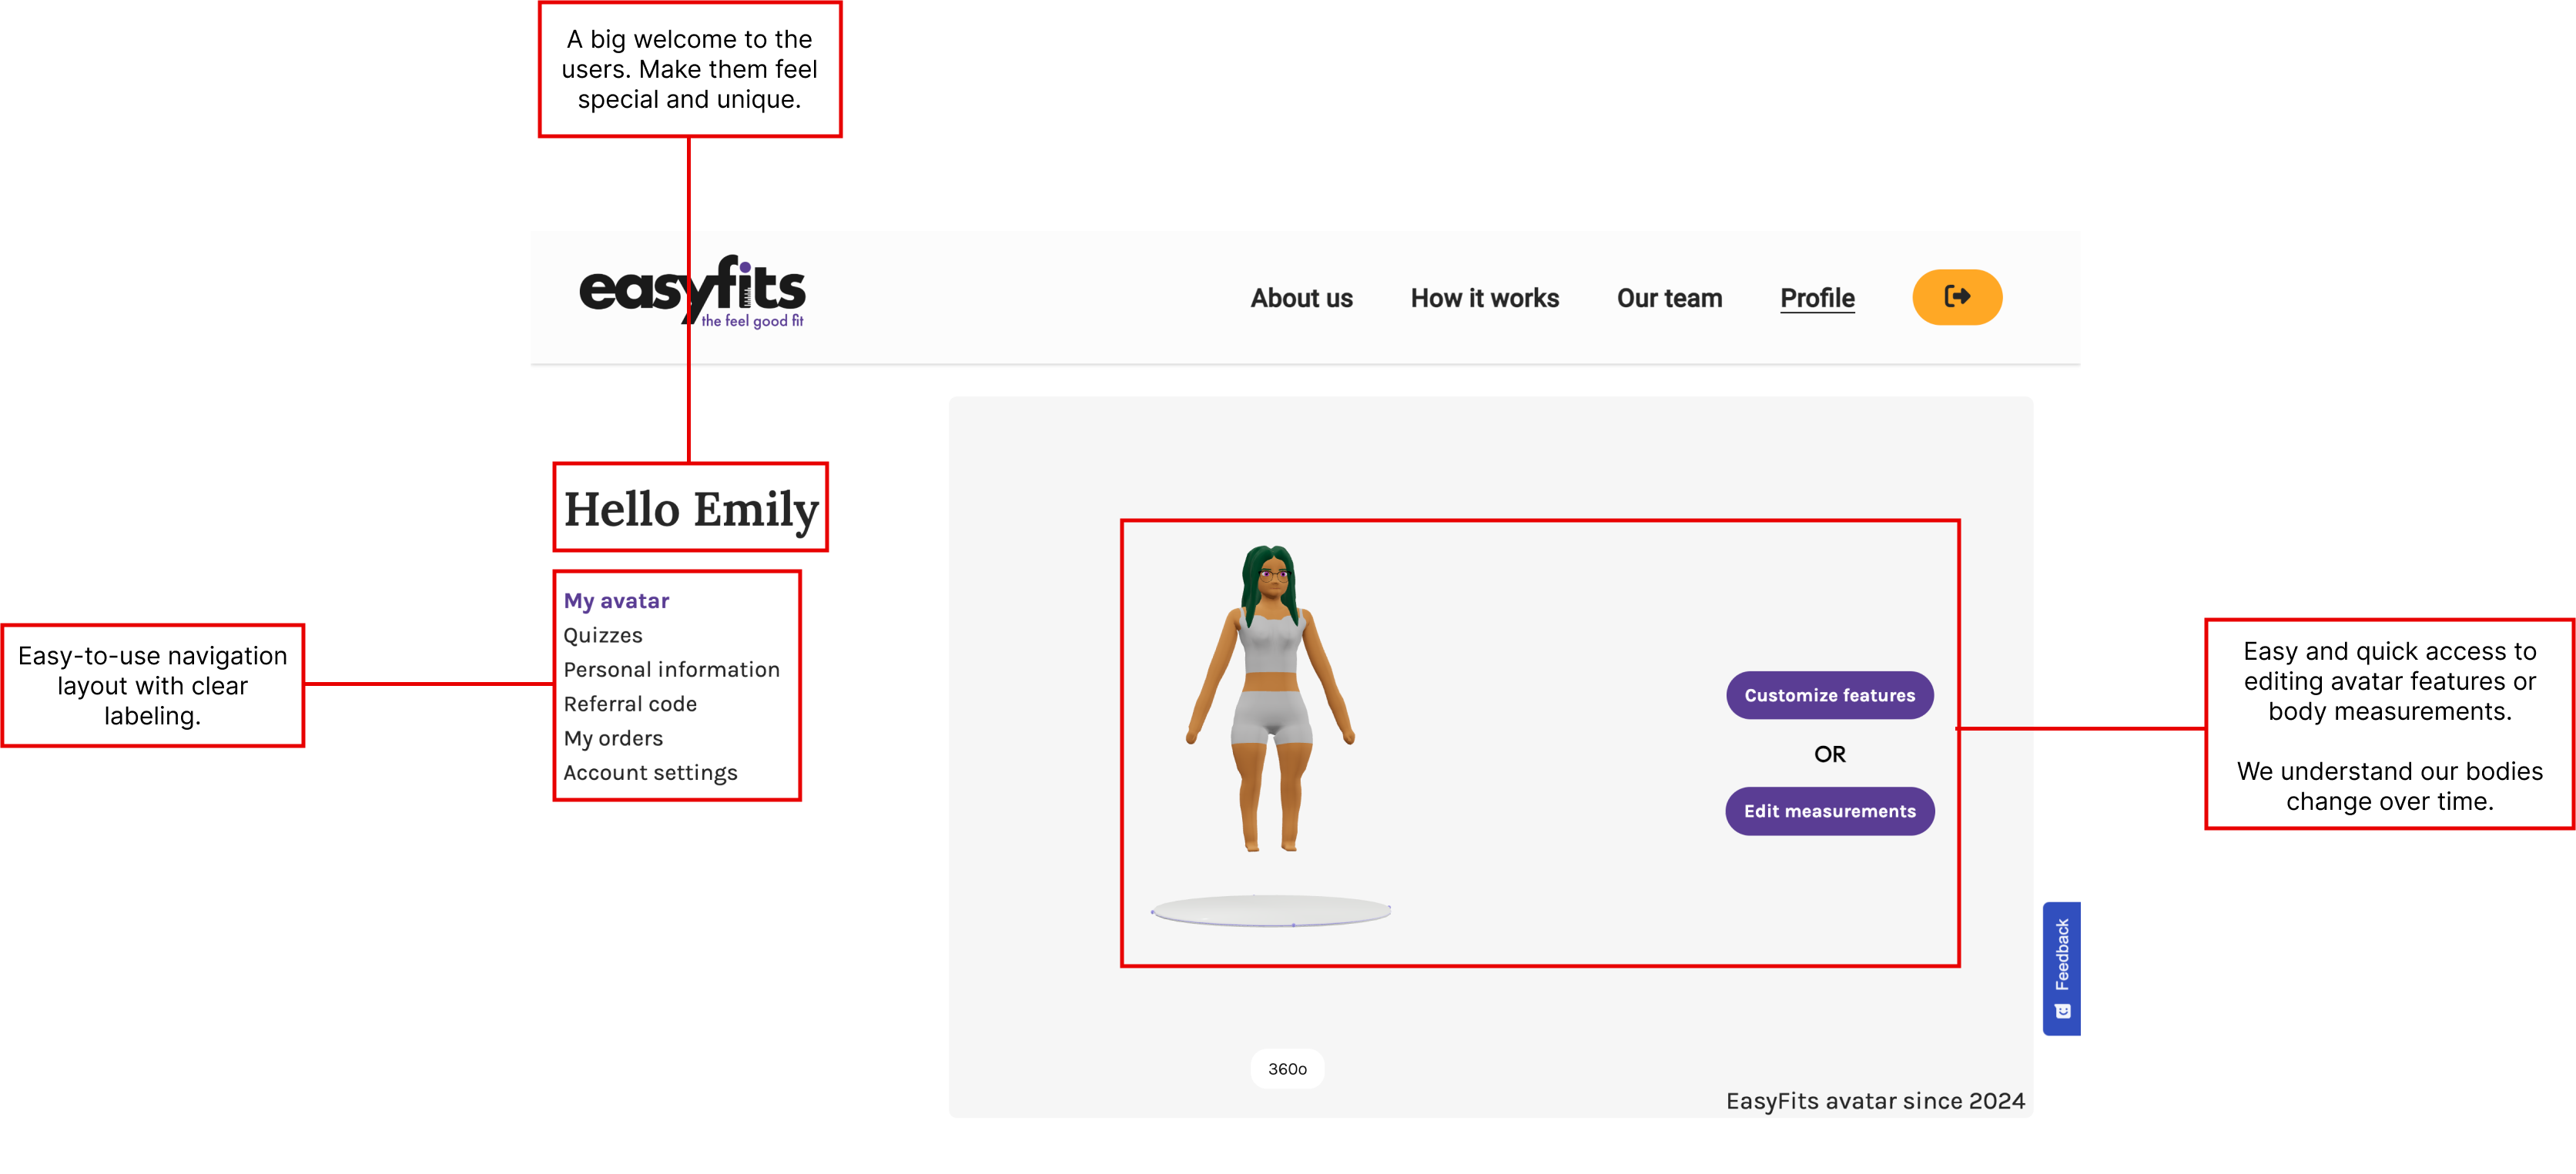 A big welcome to the
users. Make them feel
special and unique.
easyfits
the feel good fit
About us
How it works
Our team
Profile
Hello Emily
My avatar
Quizzes
Personal information
Referral code
My orders
Account settings
Easy-to-use navigation
layout with clear
labeling.
Customize features
OR
Edit measurements
Easy and quick access to
editing avatar features or
body measurements.
We understand our bodies
change over time.
Feedback
360o
EasyFits avatar since 2024